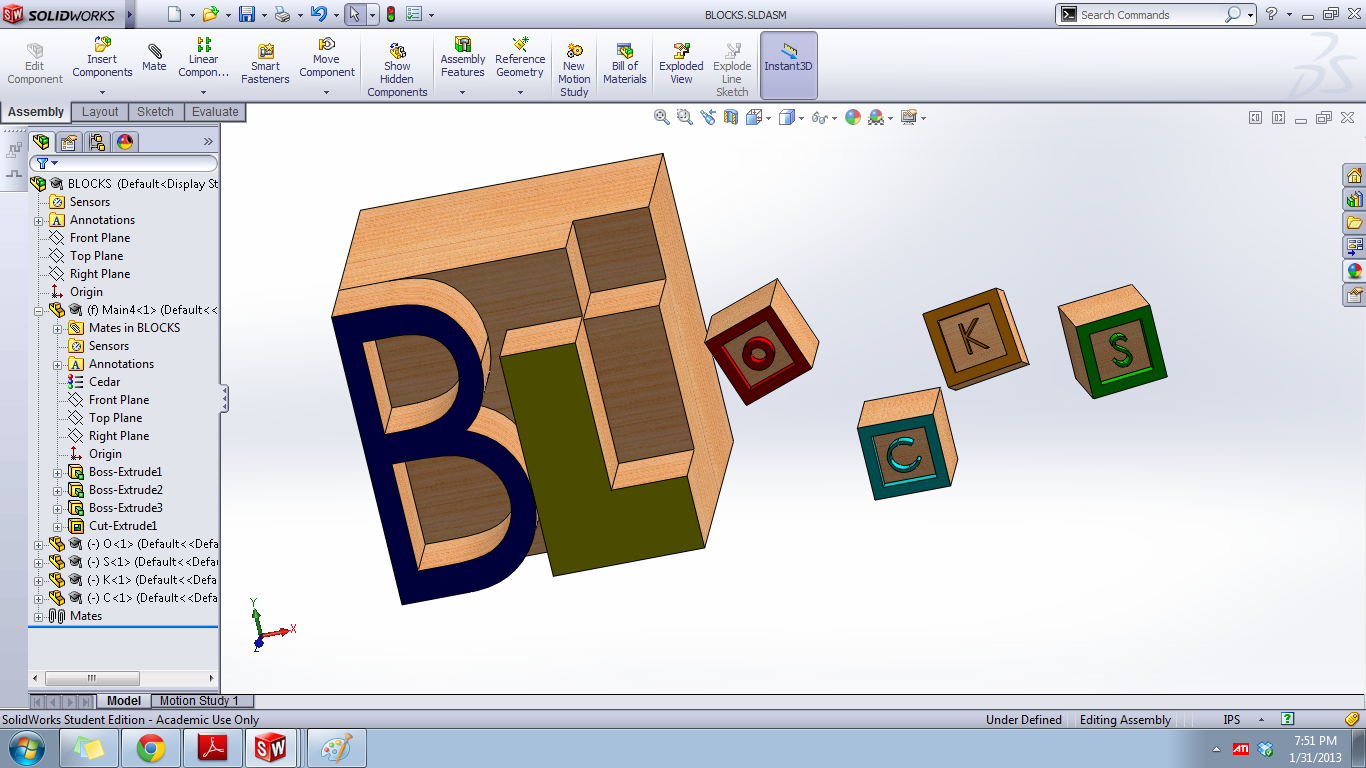 SOLIDWORKS
BLOCKS.SLDASM
Search Commands
Edit Component
Insert Components
Mate
Linear Compon...
Smart Fasteners
Move Component
Show Hidden Components
Assembly Features
Reference Geometry
New Motion Study
Bill of Materials
Exploded View
Explode Line Sketch
Instant3D
Assembly Layout Sketch Evaluate
BLOCKS (Default<Display St
Sensors
Annotations
Front Plane
Top Plane
Right Plane
Origin
(f) Main4<1> (Default<<
Mates in BLOCKS
Sensors
Annotations
Cedar
Front Plane
Top Plane
Right Plane
Origin
Boss-Extrude1
Boss-Extrude2
Boss-Extrude3
Cut-Extrude1
(-) O<1> (Default<<Defa
(-) S<1> (Default<<Defa
(-) K<1> (Default<<Defa
(-) C<1> (Default<<Defa
Mates
B L O C K S
Y
X
Z
Model Motion Study 1
SolidWorks Student Edition - Academic Use Only
Under Defined Editing Assembly IPS
SW
ATI
7:51 PM
1/31/2013